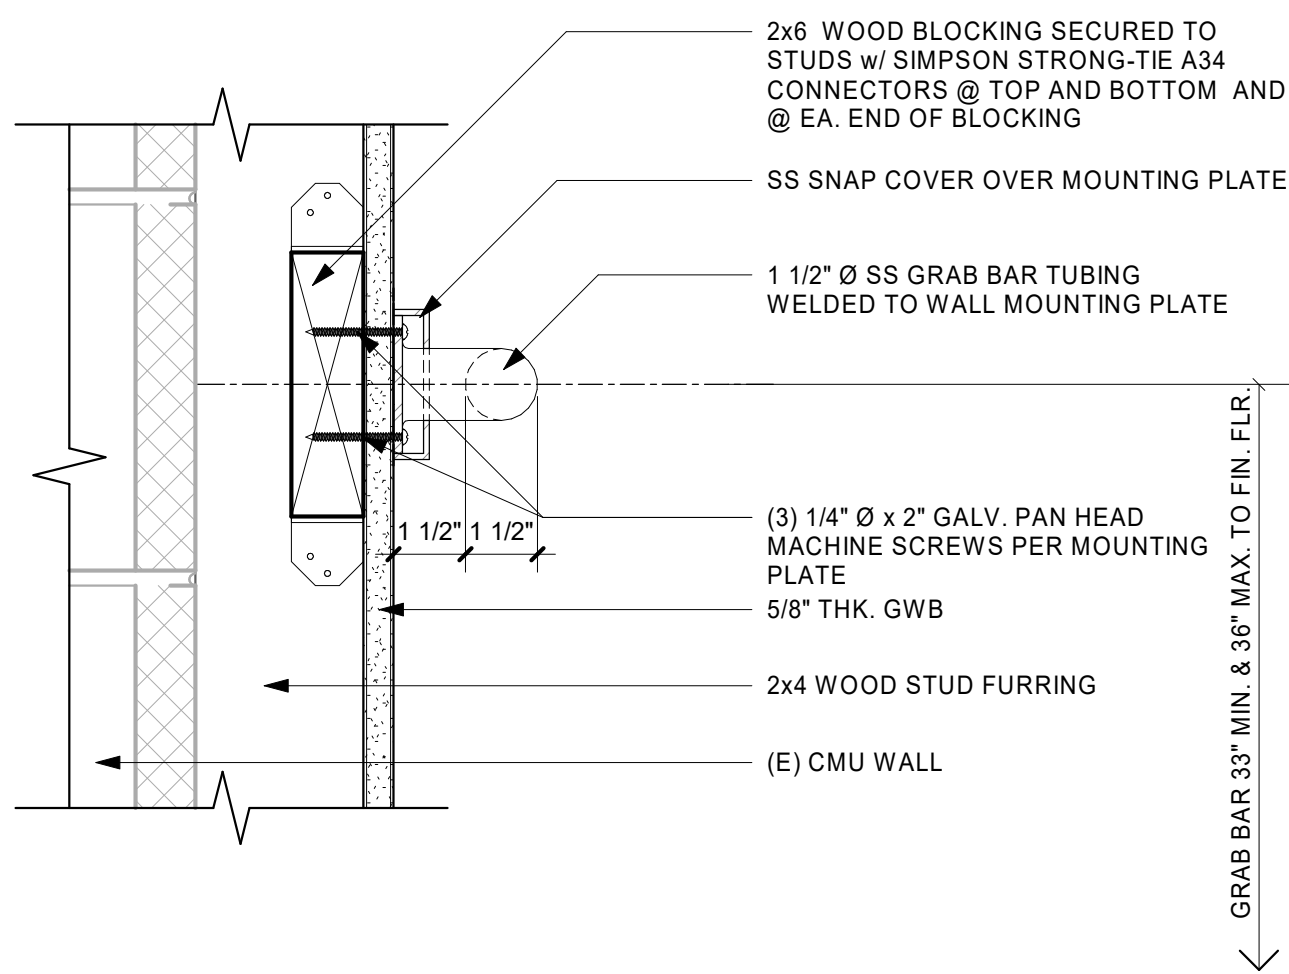 2x6 WOOD BLOCKING SECURED TO
STUDS w/ SIMPSON STRONG-TIE A34
CONNECTORS @ TOP AND BOTTOM AND
@ EA. END OF BLOCKING
SS SNAP COVER OVER MOUNTING PLATE
1 1/2" Ø SS GRAB BAR TUBING
WELDED TO WALL MOUNTING PLATE
(3) 1/4" Ø x 2" GALV. PAN HEAD
MACHINE SCREWS PER MOUNTING
PLATE
1 1/2" 1 1/2"
5/8" THK. GWB
2x4 WOOD STUD FURRING
(E) CMU WALL
GRAB BAR 33" MIN. & 36" MAX. TO FIN. FLR.